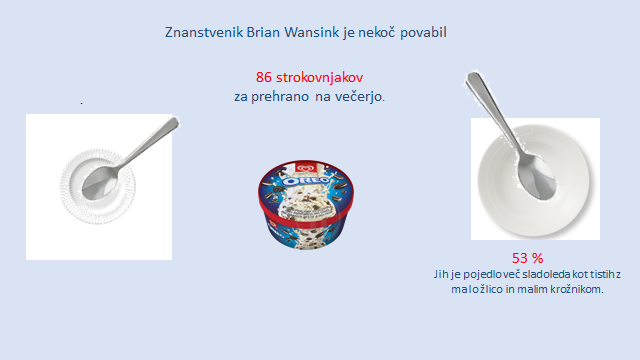 Znanstvenik Brian Wansink je nekoč povabil
86 strokovnjakov
za prehrano na večerjo.
.
OREO
53 %
Jih je pojedlo več sladoleda kot tistih z
malo žlico in malim krožnikom.